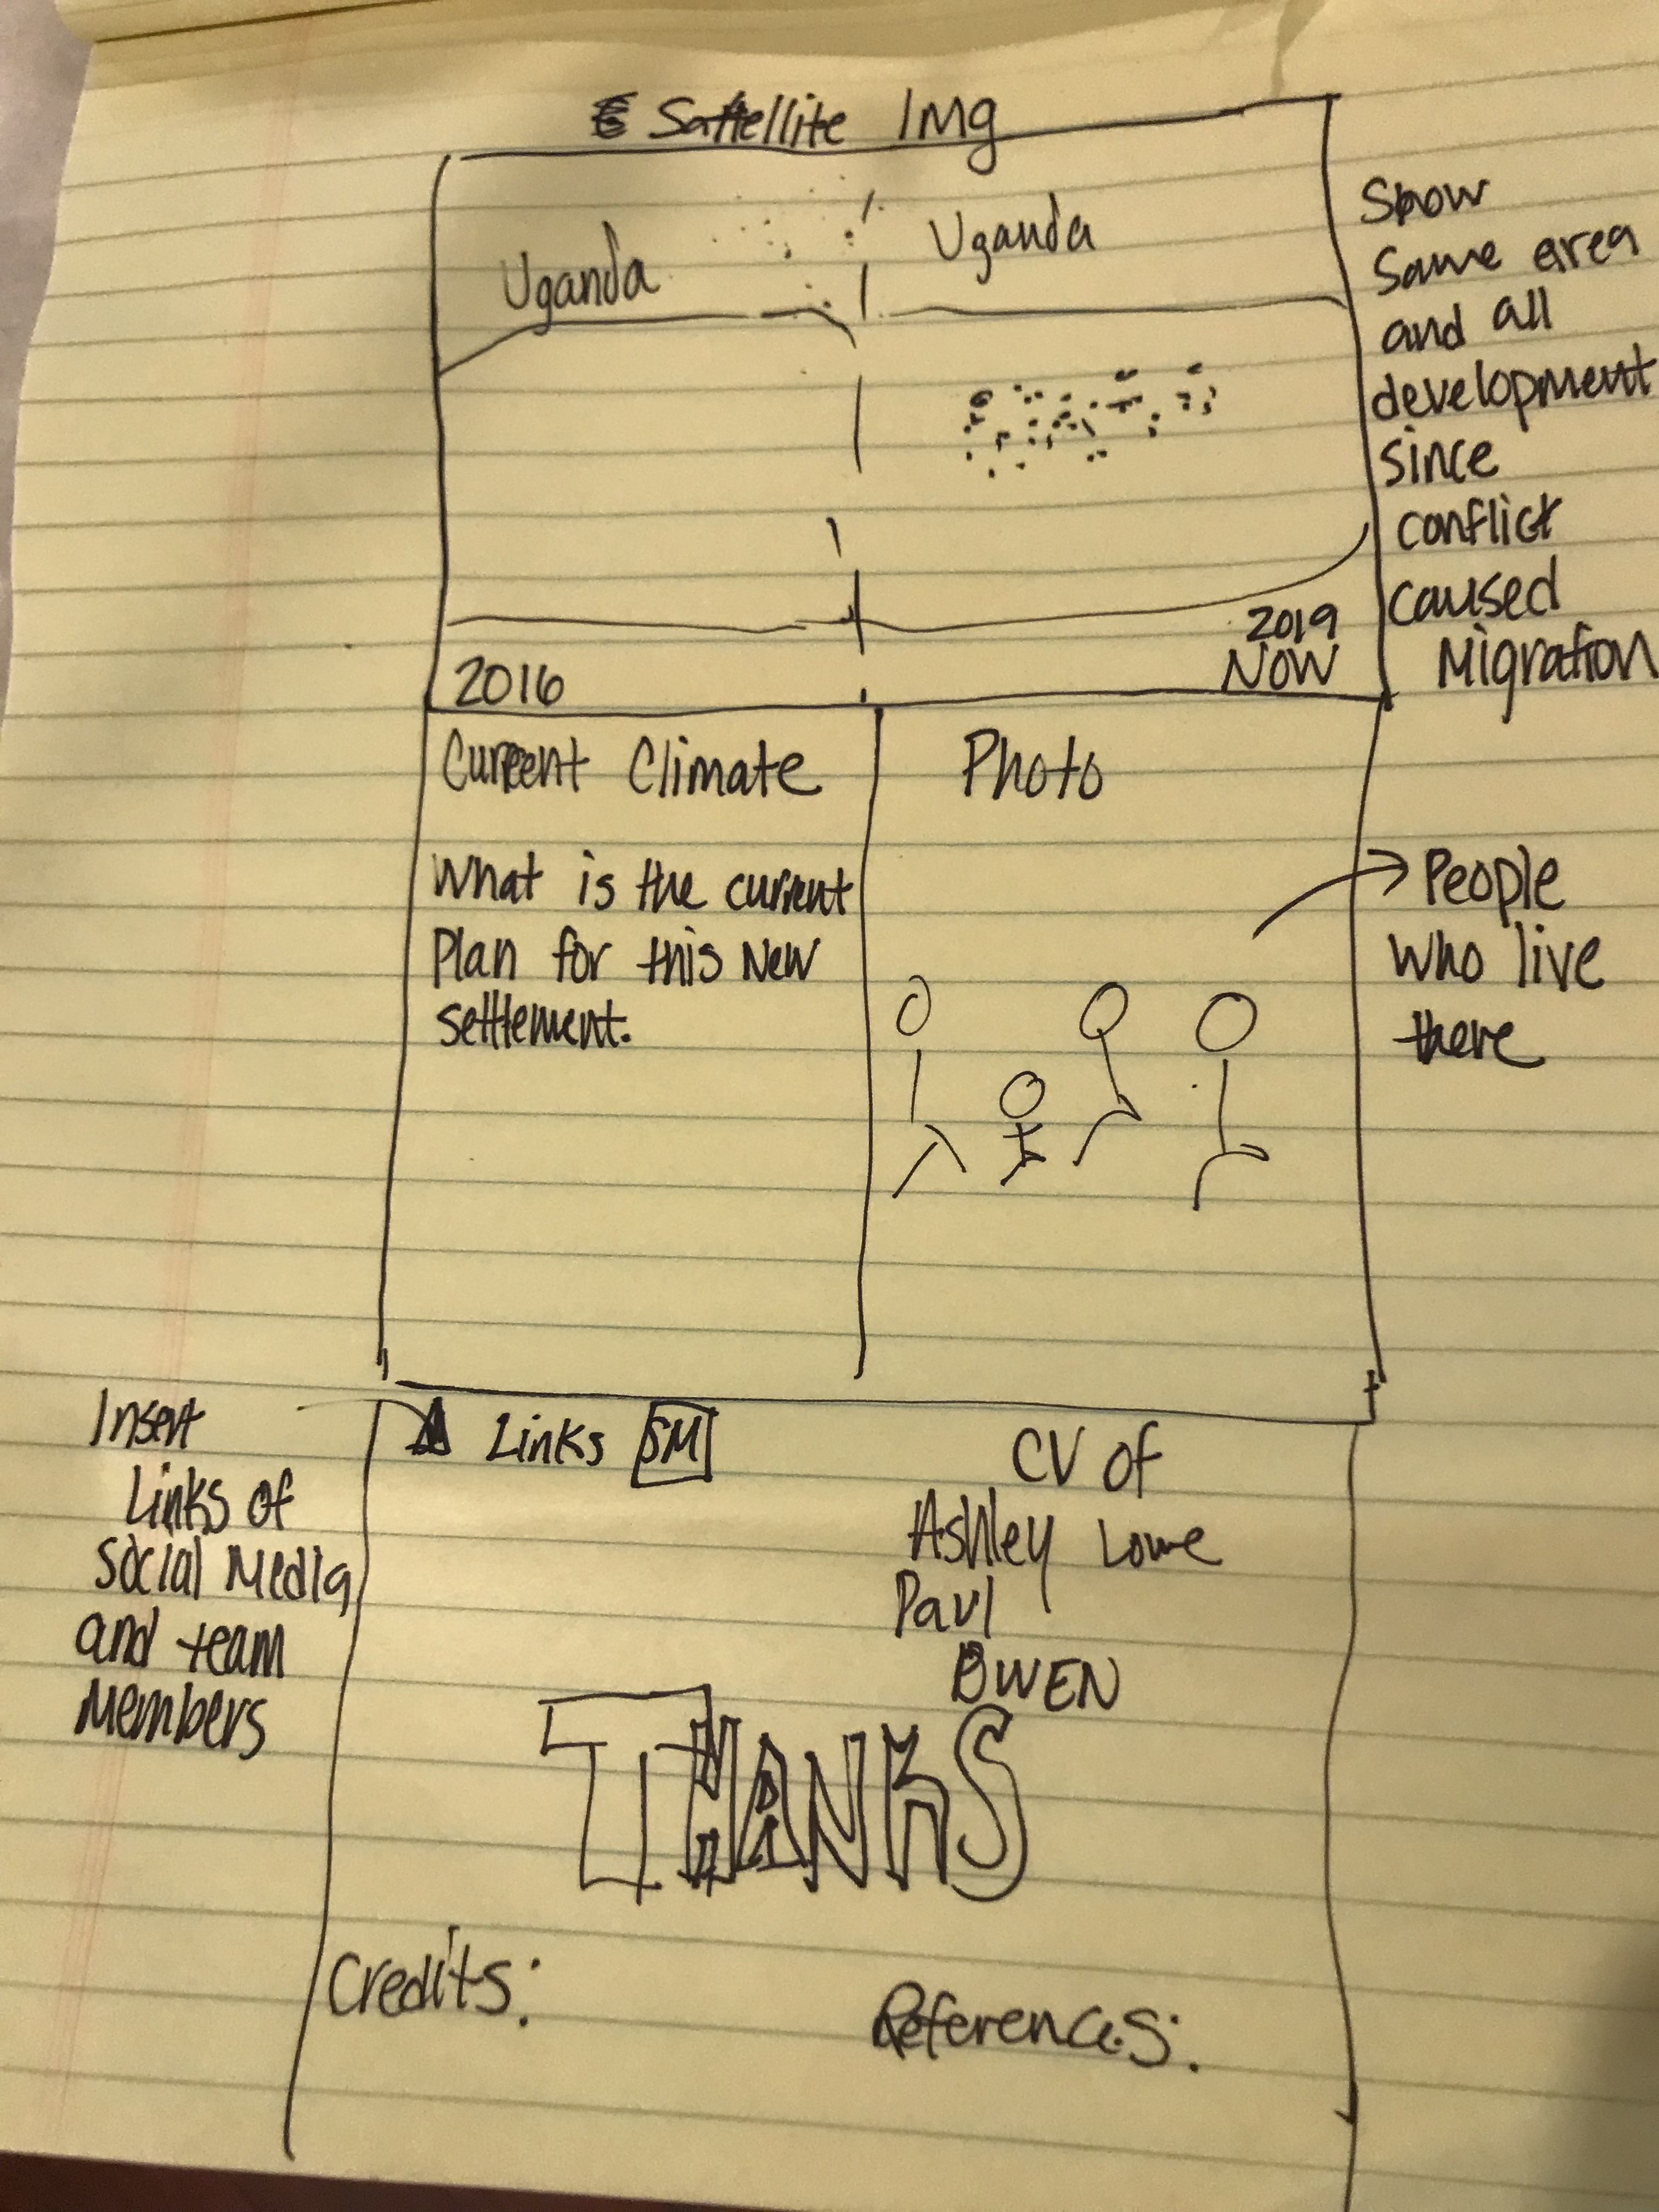 Sattellite IMg
Uganda
Uganda
Show
Same area
and all
development
since
conflict
caused
Migration
2016
2019
NOW
Current Climate
What is the current
Plan for this New
settlement.
Photo
People
who live
there
Insert
Links of
Social Media
and team
Members
Links SM
CV of
Ashley Lowe
Paul
OWEN
THANKS
Credits:
References: